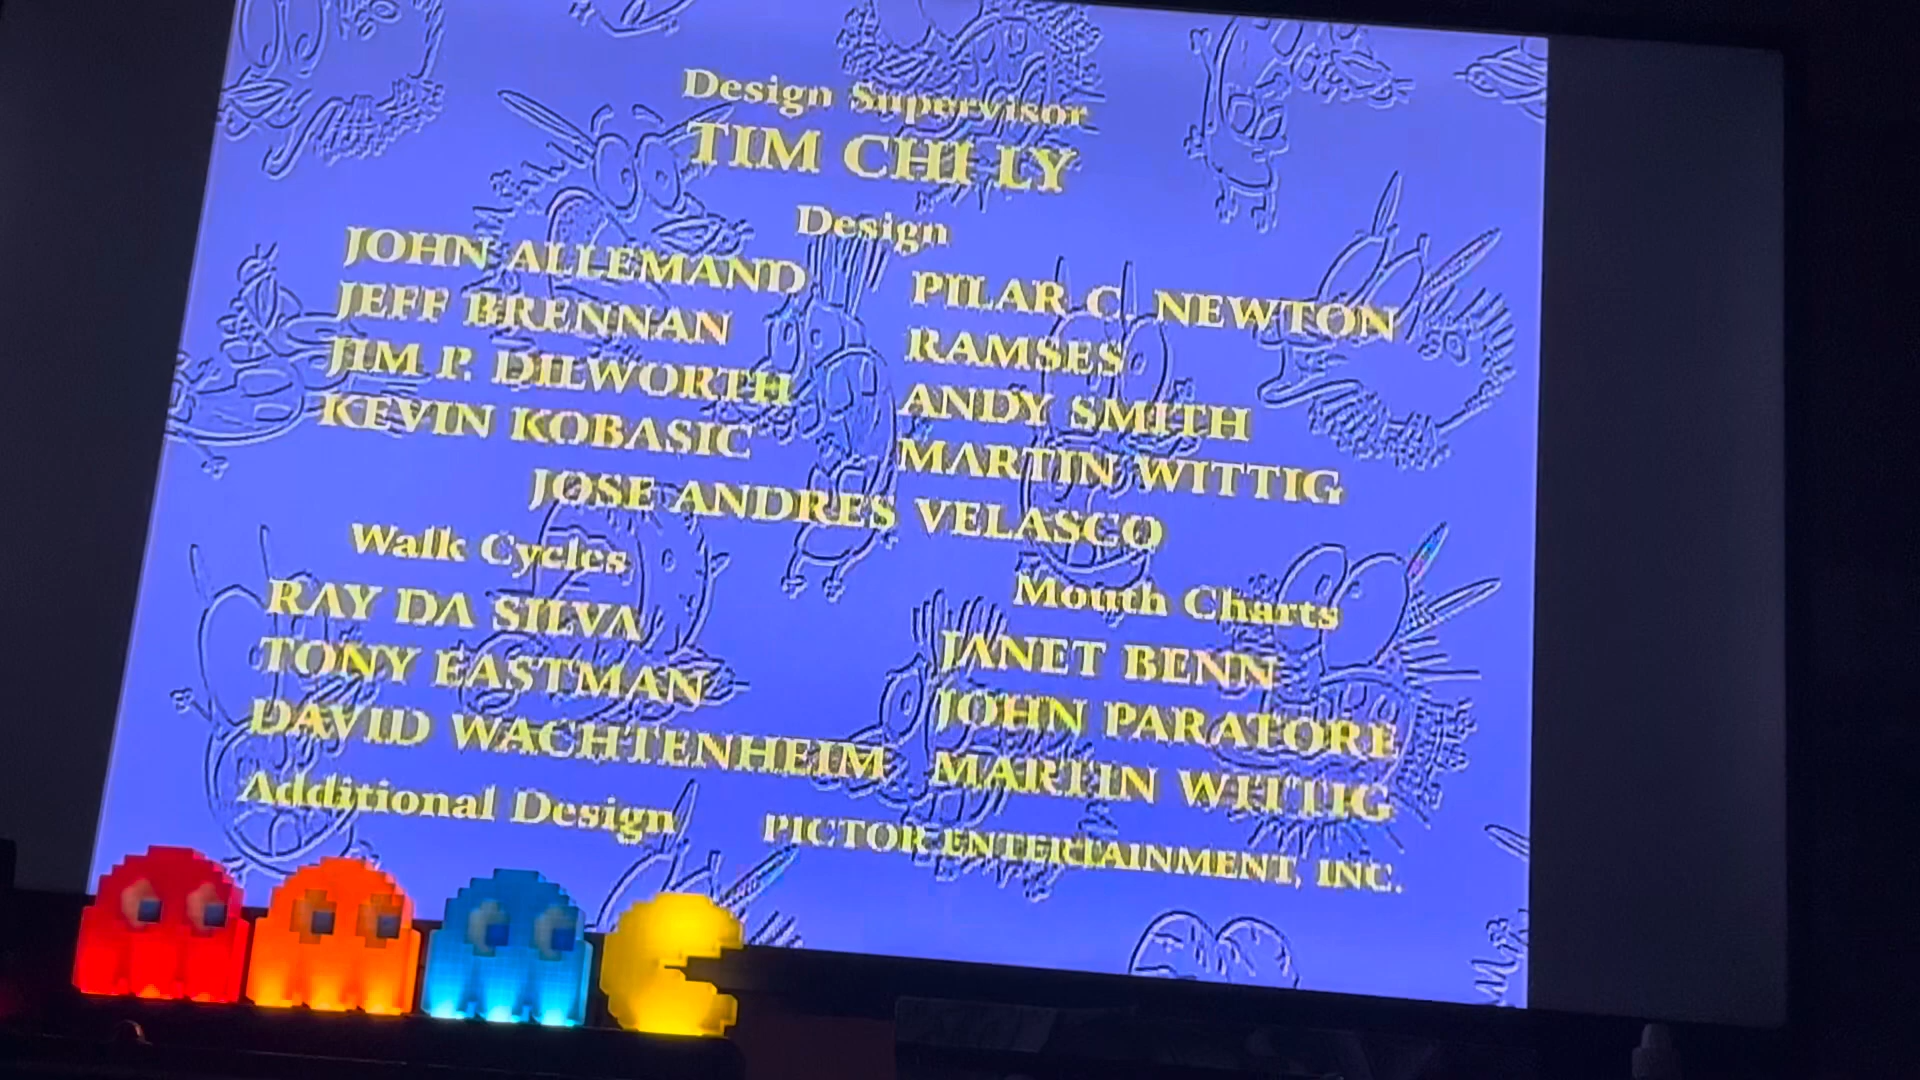 Design Supervisor
TIM CHI LY
Design
JOHN ALLEMAND
JEFF BRENNAN
JIM P. DILWORTH
KEVIN KOBASIC
PILAR C. NEWTON
RAMSES
ANDY SMITH
MARTIN WITTIG
JOSE ANDRES VELASCO
Walk Cycles
RAY DA SILVA
TONY EASTMAN
DAVID WACHTENHEIM
Mouth Charts
JANET BENN
JOHN PARATORE
MARTIN WITTIG
Additional Design PICTOR ENTERTAINMENT, INC.